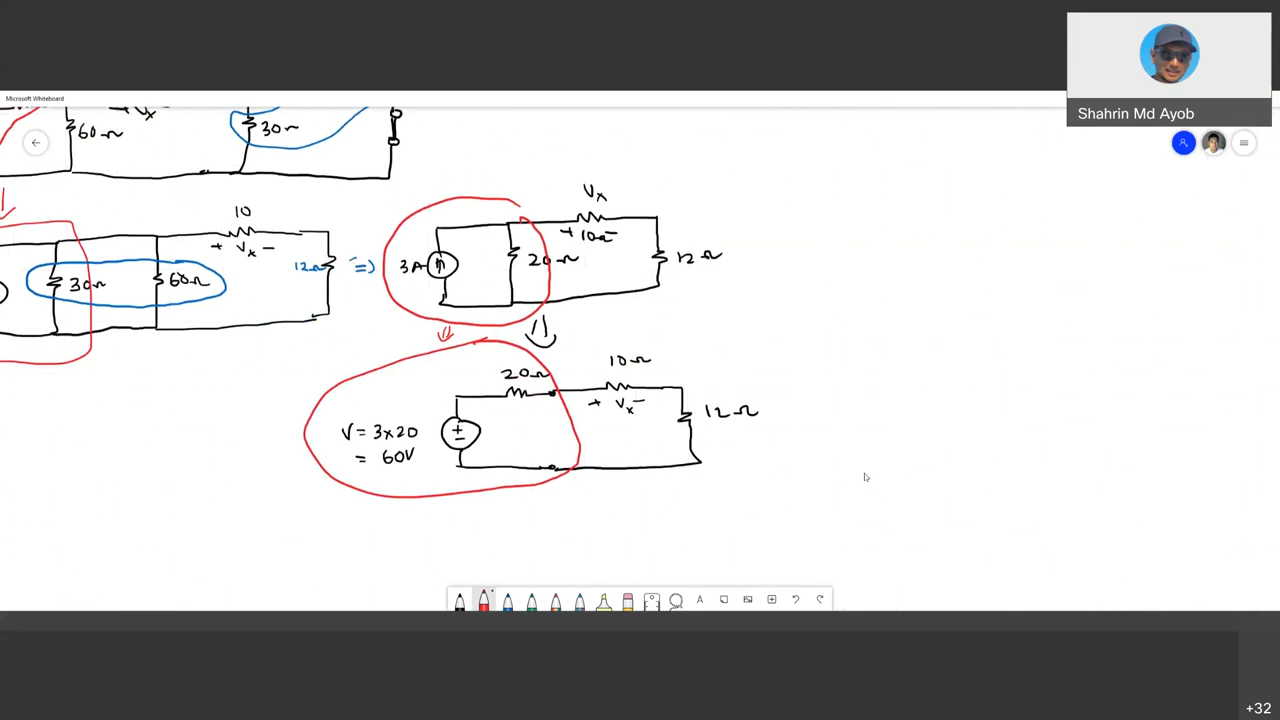 Shahrin Md Ayob
Microsoft Whiteboard
Vx
60Ω
30Ω
10
+ Vx −
30Ω
60Ω
12Ω
⇒
Vx
+ 10Ω −
3A
20Ω
12Ω
10Ω
20Ω
+ Vx −
12Ω
V = 3x20
= 60V
+
−
A
+32